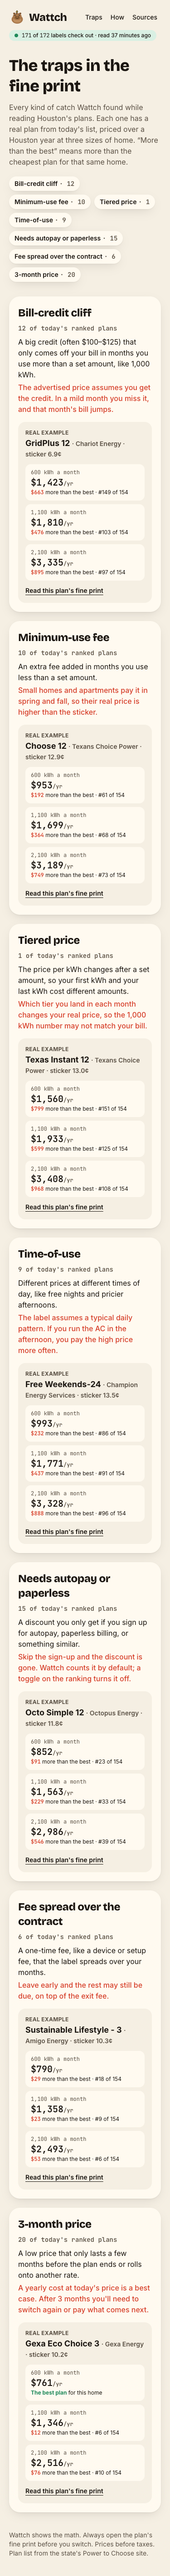 Wattch
Traps How Sources
171 of 172 labels check out · read 37 minutes ago
The traps in the
fine print
Every kind of catch Wattch found while
reading Houston's plans. Each one has a
real plan from today's list, priced over a
Houston year at three sizes of home. "More
than the best" means more than the
cheapest plan for that same home.
Bill-credit cliff · 12
Minimum-use fee · 10 Tiered price · 1
Time-of-use · 9
Needs autopay or paperless · 15
Fee spread over the contract · 6
3-month price · 20
Bill-credit cliff
12 of today's ranked plans
A big credit (often $100–$125) that
only comes off your bill in months you
use more than a set amount, like 1,000
kWh.
The advertised price assumes you get
the credit. In a mild month you miss it,
and that month's bill jumps.
REAL EXAMPLE
GridPlus 12 · Chariot Energy ·
sticker 6.9¢
600 kWh a month
$1,423/yr
$663 more than the best · #149 of 154
1,100 kWh a month
$1,810/yr
$476 more than the best · #103 of 154
2,100 kWh a month
$3,335/yr
$895 more than the best · #97 of 154
Read this plan's fine print
Minimum-use fee
10 of today's ranked plans
An extra fee added in months you use
less than a set amount.
Small homes and apartments pay it in
spring and fall, so their real price is
higher than the sticker.
REAL EXAMPLE
Choose 12 · Texans Choice Power ·
sticker 12.9¢
600 kWh a month
$953/yr
$192 more than the best · #61 of 154
1,100 kWh a month
$1,699/yr
$364 more than the best · #68 of 154
2,100 kWh a month
$3,189/yr
$749 more than the best · #73 of 154
Read this plan's fine print
Tiered price
1 of today's ranked plans
The price per kWh changes after a set
amount, so your first kWh and your
last kWh cost different amounts.
Which tier you land in each month
changes your real price, so the 1,000
kWh number may not match your bill.
REAL EXAMPLE
Texas Instant 12 · Texans Choice
Power · sticker 13.0¢
600 kWh a month
$1,560/yr
$799 more than the best · #151 of 154
1,100 kWh a month
$1,933/yr
$599 more than the best · #125 of 154
2,100 kWh a month
$3,408/yr
$968 more than the best · #108 of 154
Read this plan's fine print
Time-of-use
9 of today's ranked plans
Different prices at different times of
day, like free nights and pricier
afternoons.
The label assumes a typical daily
pattern. If you run the AC in the
afternoon, you pay the high price
more often.
REAL EXAMPLE
Free Weekends-24 · Champion
Energy Services · sticker 13.5¢
600 kWh a month
$993/yr
$232 more than the best · #86 of 154
1,100 kWh a month
$1,771/yr
$437 more than the best · #91 of 154
2,100 kWh a month
$3,328/yr
$888 more than the best · #96 of 154
Read this plan's fine print
Needs autopay or
paperless
15 of today's ranked plans
A discount you only get if you sign up
for autopay, paperless billing, or
something similar.
Skip the sign-up and the discount is
gone. Wattch counts it by default; a
toggle on the ranking turns it off.
REAL EXAMPLE
Octo Simple 12 · Octopus Energy ·
sticker 11.8¢
600 kWh a month
$852/yr
$91 more than the best · #23 of 154
1,100 kWh a month
$1,563/yr
$229 more than the best · #33 of 154
2,100 kWh a month
$2,986/yr
$546 more than the best · #39 of 154
Read this plan's fine print
Fee spread over the
contract
6 of today's ranked plans
A one-time fee, like a device or setup
fee, that the label spreads over your
months.
Leave early and the rest may still be
due, on top of the exit fee.
REAL EXAMPLE
Sustainable Lifestyle - 3 ·
Amigo Energy · sticker 10.3¢
600 kWh a month
$790/yr
$29 more than the best · #18 of 154
1,100 kWh a month
$1,358/yr
$23 more than the best · #9 of 154
2,100 kWh a month
$2,493/yr
$53 more than the best · #6 of 154
Read this plan's fine print
3-month price
20 of today's ranked plans
A low price that only lasts a few
months before the plan ends or rolls
onto another rate.
A yearly cost at today's price is a best
case. After 3 months you'll need to
switch again or pay what comes next.
REAL EXAMPLE
Gexa Eco Choice 3 · Gexa Energy
· sticker 10.2¢
600 kWh a month
$761/yr
The best plan for this home
1,100 kWh a month
$1,346/yr
$12 more than the best · #6 of 154
2,100 kWh a month
$2,516/yr
$76 more than the best · #10 of 154
Read this plan's fine print
Wattch shows the math. Always open the plan's
fine print before you switch. Prices before taxes.
Plan list from the state's Power to Choose site.